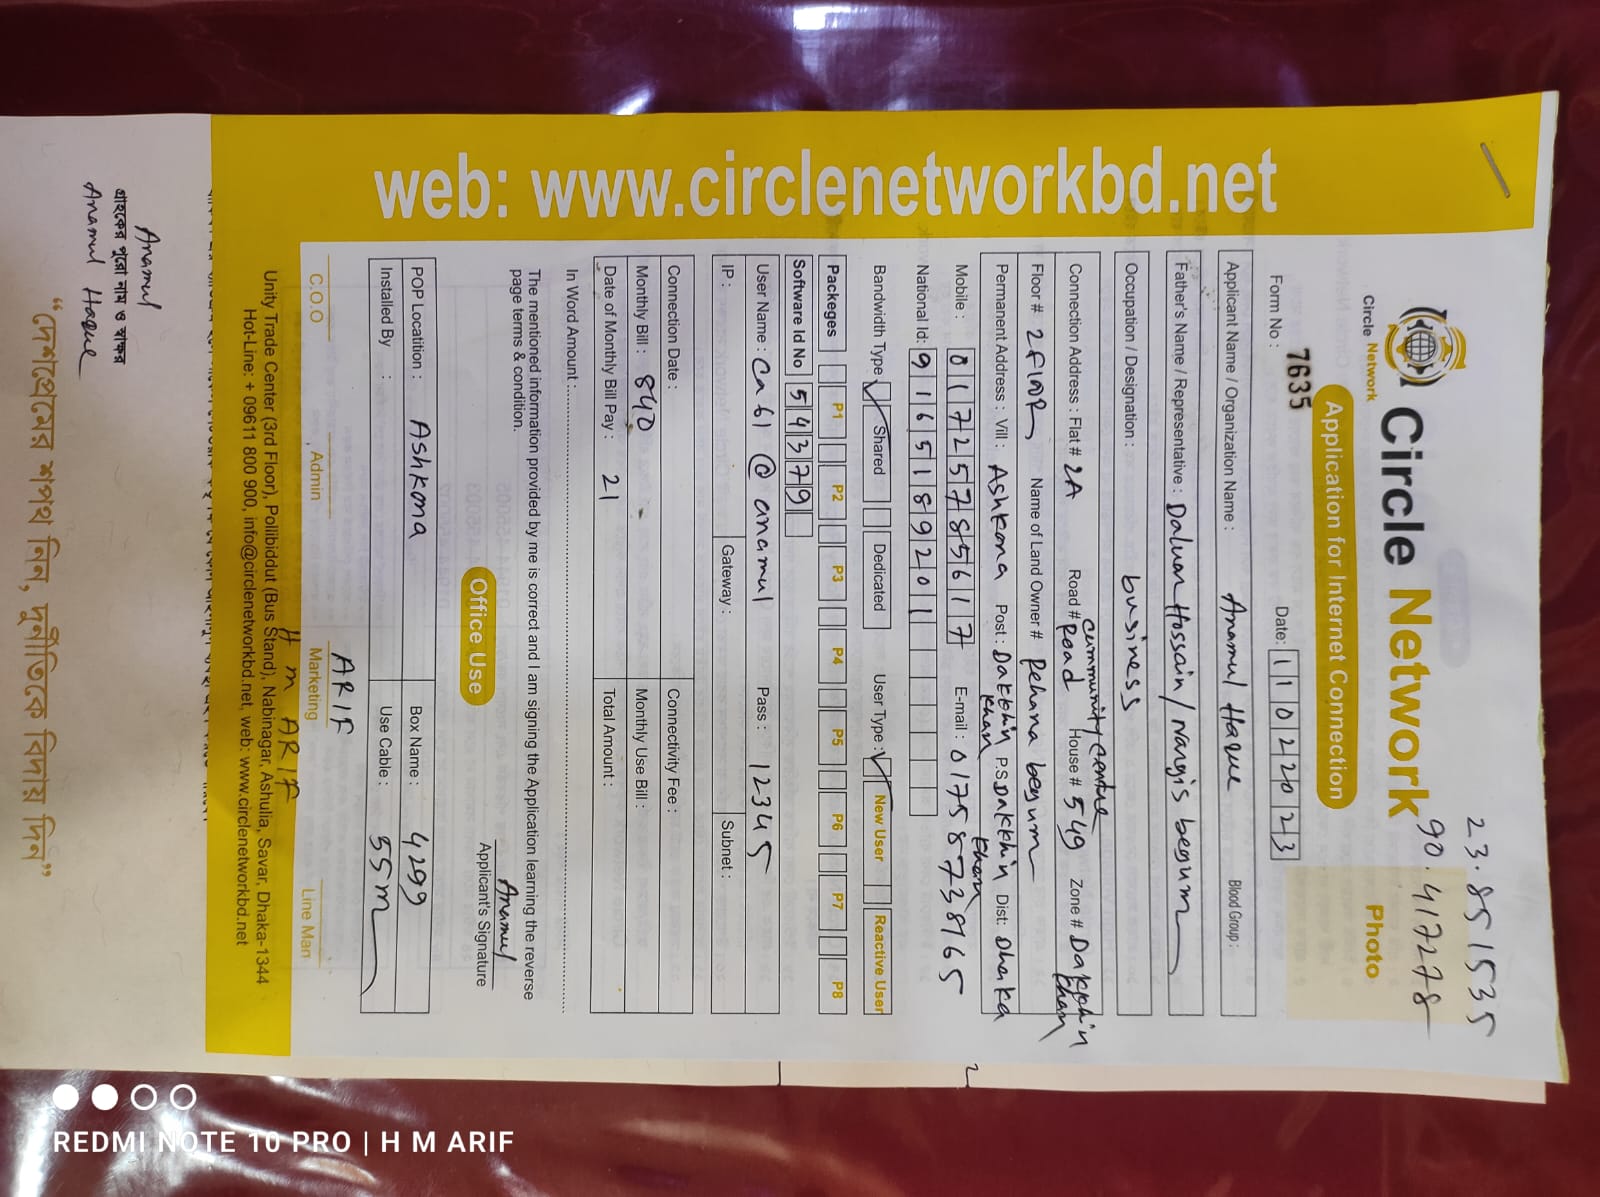 23.851535
90.417278
Circle Network
Circle Network
Application for Internet Connection
Photo
Form No : 7635 Date: 11022023
Applicant Name / Organization Name : Anamul Haque Blood Group :
Father's Name / Representative : Daluar Hossain / nargis begum
Occupation / Designation : business
Connection Address : Flat # 2A Road # cummunity centre Road House # 549 Zone # Dakkhin khan
Floor # 2flOR Name of Land Owner # Rehana begum
Permanent Address : Vill : Ashkona Post : Dakkhin khan P.S Dakkhin khan Dist: Dhaka
Mobile : 01725785617 E-mail : 01758738165
National Id: 9165189201
Bandwidth Type : Shared Dedicated User Type : New User Reactive User
Packeges P1 P2 P3 P4 P5 P6 P7 P8
Software Id No 54379
User Name : Ca61@anamul Pass : 12345
IP : Gateway : Subnet :
Connection Date : Connectivity Fee :
Monthly Bill : 840 Monthly Use Bill :
Date of Monthly Bill Pay : 21 Total Amount :
In Word Amount :
The mentioned information provided by me is correct and I am signing the Application learning the reverse
page terms & condition.
Anamul
Applicant's Signature
Office Use
POP Locatition : Ashkona Box Name : 4299
Installed By : Use Cable : 55m
ARIF
C.O.O Admin Marketing Line Man
H m ARIF
Unity Trade Center (3rd Floor), Pollibiddut (Bus Stand), Nabinagar, Ashulia, Savar, Dhaka-1344
Hot-Line: + 09611 800 900, info@circlenetworkbd.net, web: www.circlenetworkbd.net
web: www.circlenetworkbd.net
Anamul
গ্রাহকের পুরো নাম ও স্বাক্ষর
Anamul Haque
“দেশপ্রেমের শপথ নিন, দুর্নীতিকে বিদায় দিন”
REDMI NOTE 10 PRO | H M ARIF